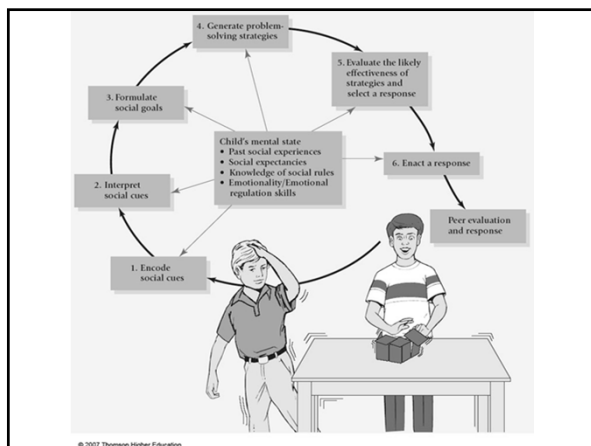 4. Generate problem-
solving strategies
5. Evaluate the likely
effectiveness of
strategies and
select a response
3. Formulate
social goals
Child's mental state
• Past social experiences
• Social expectancies
• Knowledge of social rules
• Emotionality/Emotional
regulation skills
6. Enact a response
2. Interpret
social cues
Peer evaluation
and response
1. Encode
social cues
© 2007 Thomson Higher Education